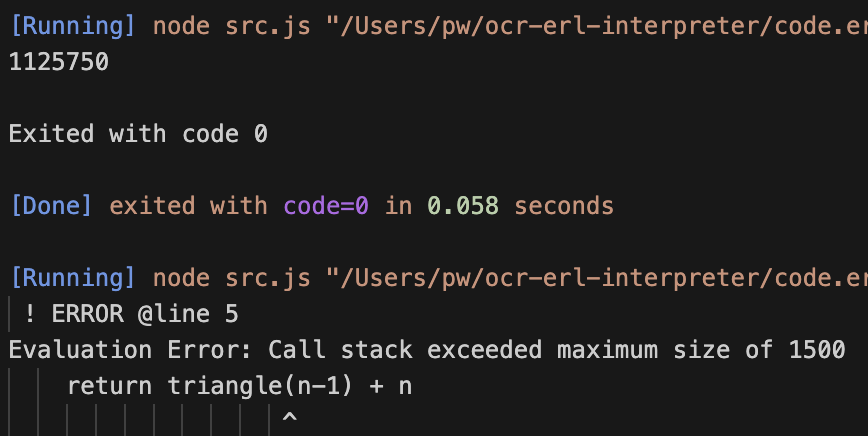 [Running] node src.js "/Users/pw/ocr-erl-interpreter/code.er
1125750
Exited with code 0
[Done] exited with code=0 in 0.058 seconds
[Running] node src.js "/Users/pw/ocr-erl-interpreter/code.er
! ERROR @line 5
Evaluation Error: Call stack exceeded maximum size of 1500
return triangle(n-1) + n
^